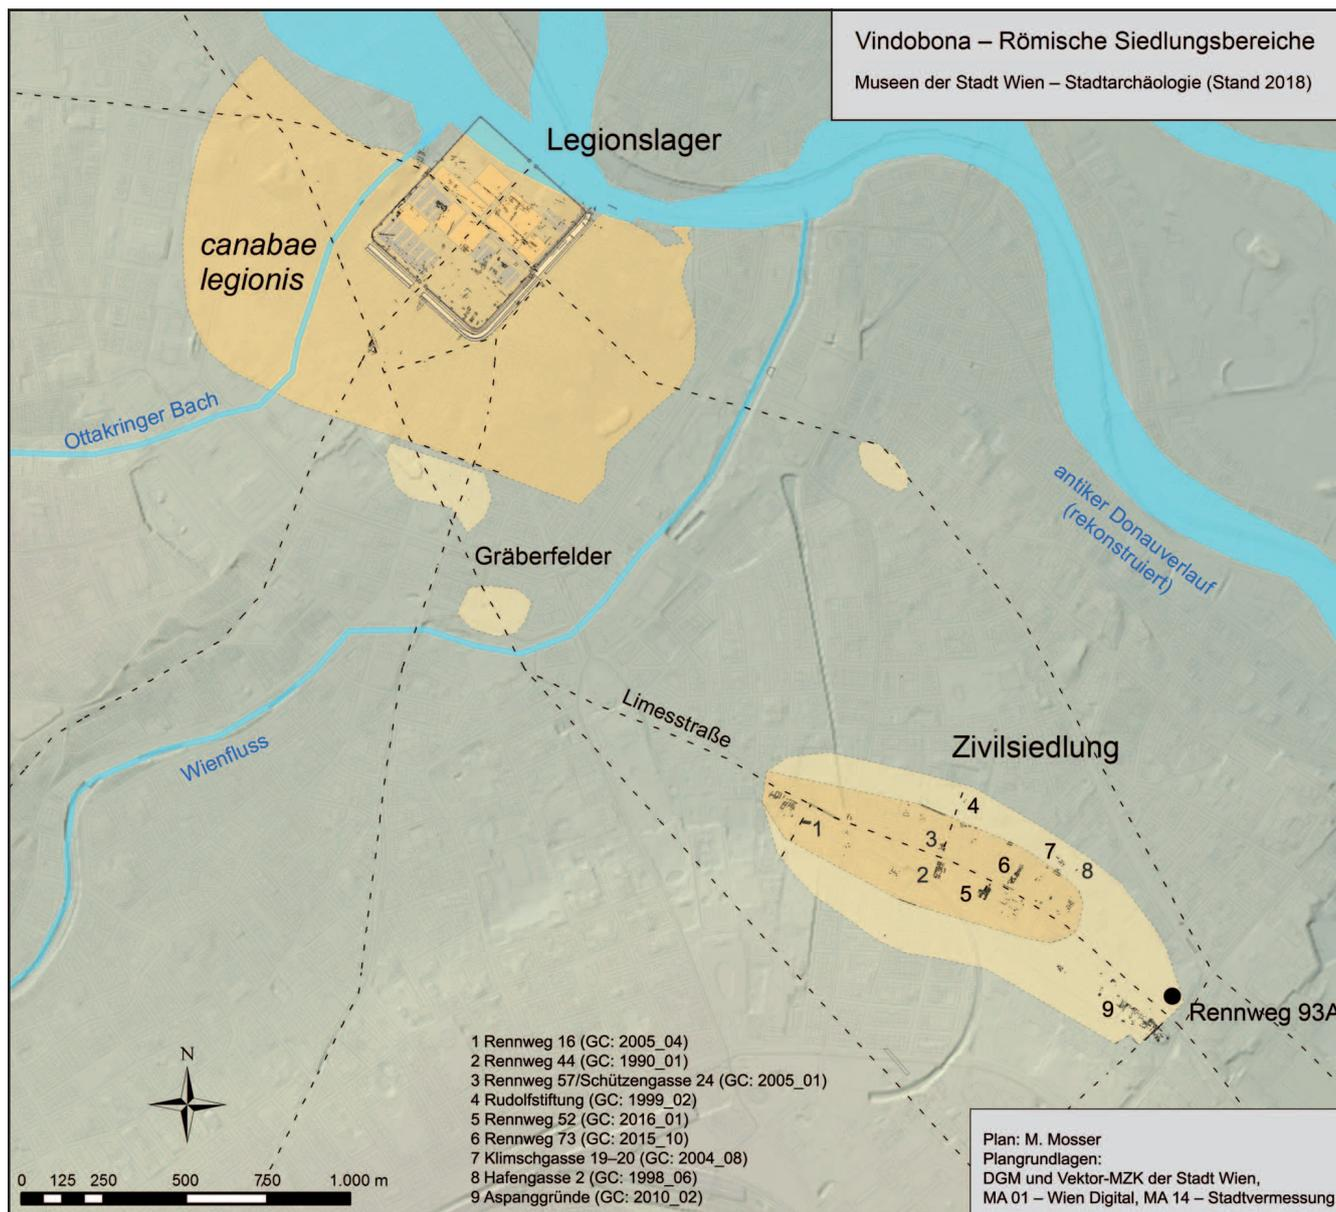 Vindobona – Römische Siedlungsbereiche
Museen der Stadt Wien – Stadtarchäologie (Stand 2018)
Legionslager
canabae
legionis
Ottakringer Bach
Gräberfelder
antiker Donauverlauf
(rekonstruiert)
Wienfluss
Limesstraße
Zivilsiedlung
1
2
3
4
5
6
7
8
9
Rennweg 93A
1 Rennweg 16 (GC: 2005_04)
2 Rennweg 44 (GC: 1990_01)
3 Rennweg 57/Schützengasse 24 (GC: 2005_01)
4 Rudolfstiftung (GC: 1999_02)
5 Rennweg 52 (GC: 2016_01)
6 Rennweg 73 (GC: 2015_10)
7 Klimschgasse 19–20 (GC: 2004_08)
8 Hafengasse 2 (GC: 1998_06)
9 Aspanggründe (GC: 2010_02)
N
0 125 250 500 750 1.000 m
Plan: M. Mosser
Plangrundlagen:
DGM und Vektor-MZK der Stadt Wien,
MA 01 – Wien Digital, MA 14 – Stadtvermessung